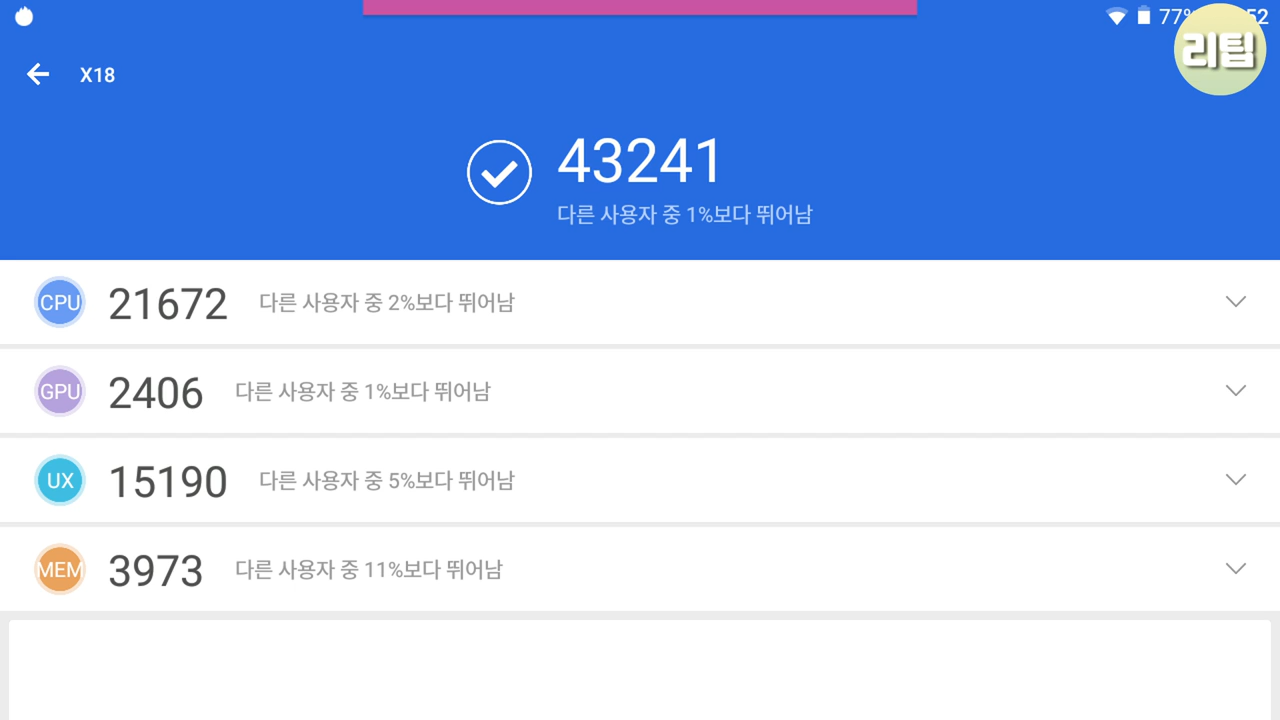 77%
52
리팁
X18
43241
다른 사용자 중 1%보다 뛰어남
CPU 21672 다른 사용자 중 2%보다 뛰어남
GPU 2406 다른 사용자 중 1%보다 뛰어남
UX 15190 다른 사용자 중 5%보다 뛰어남
MEM 3973 다른 사용자 중 11%보다 뛰어남